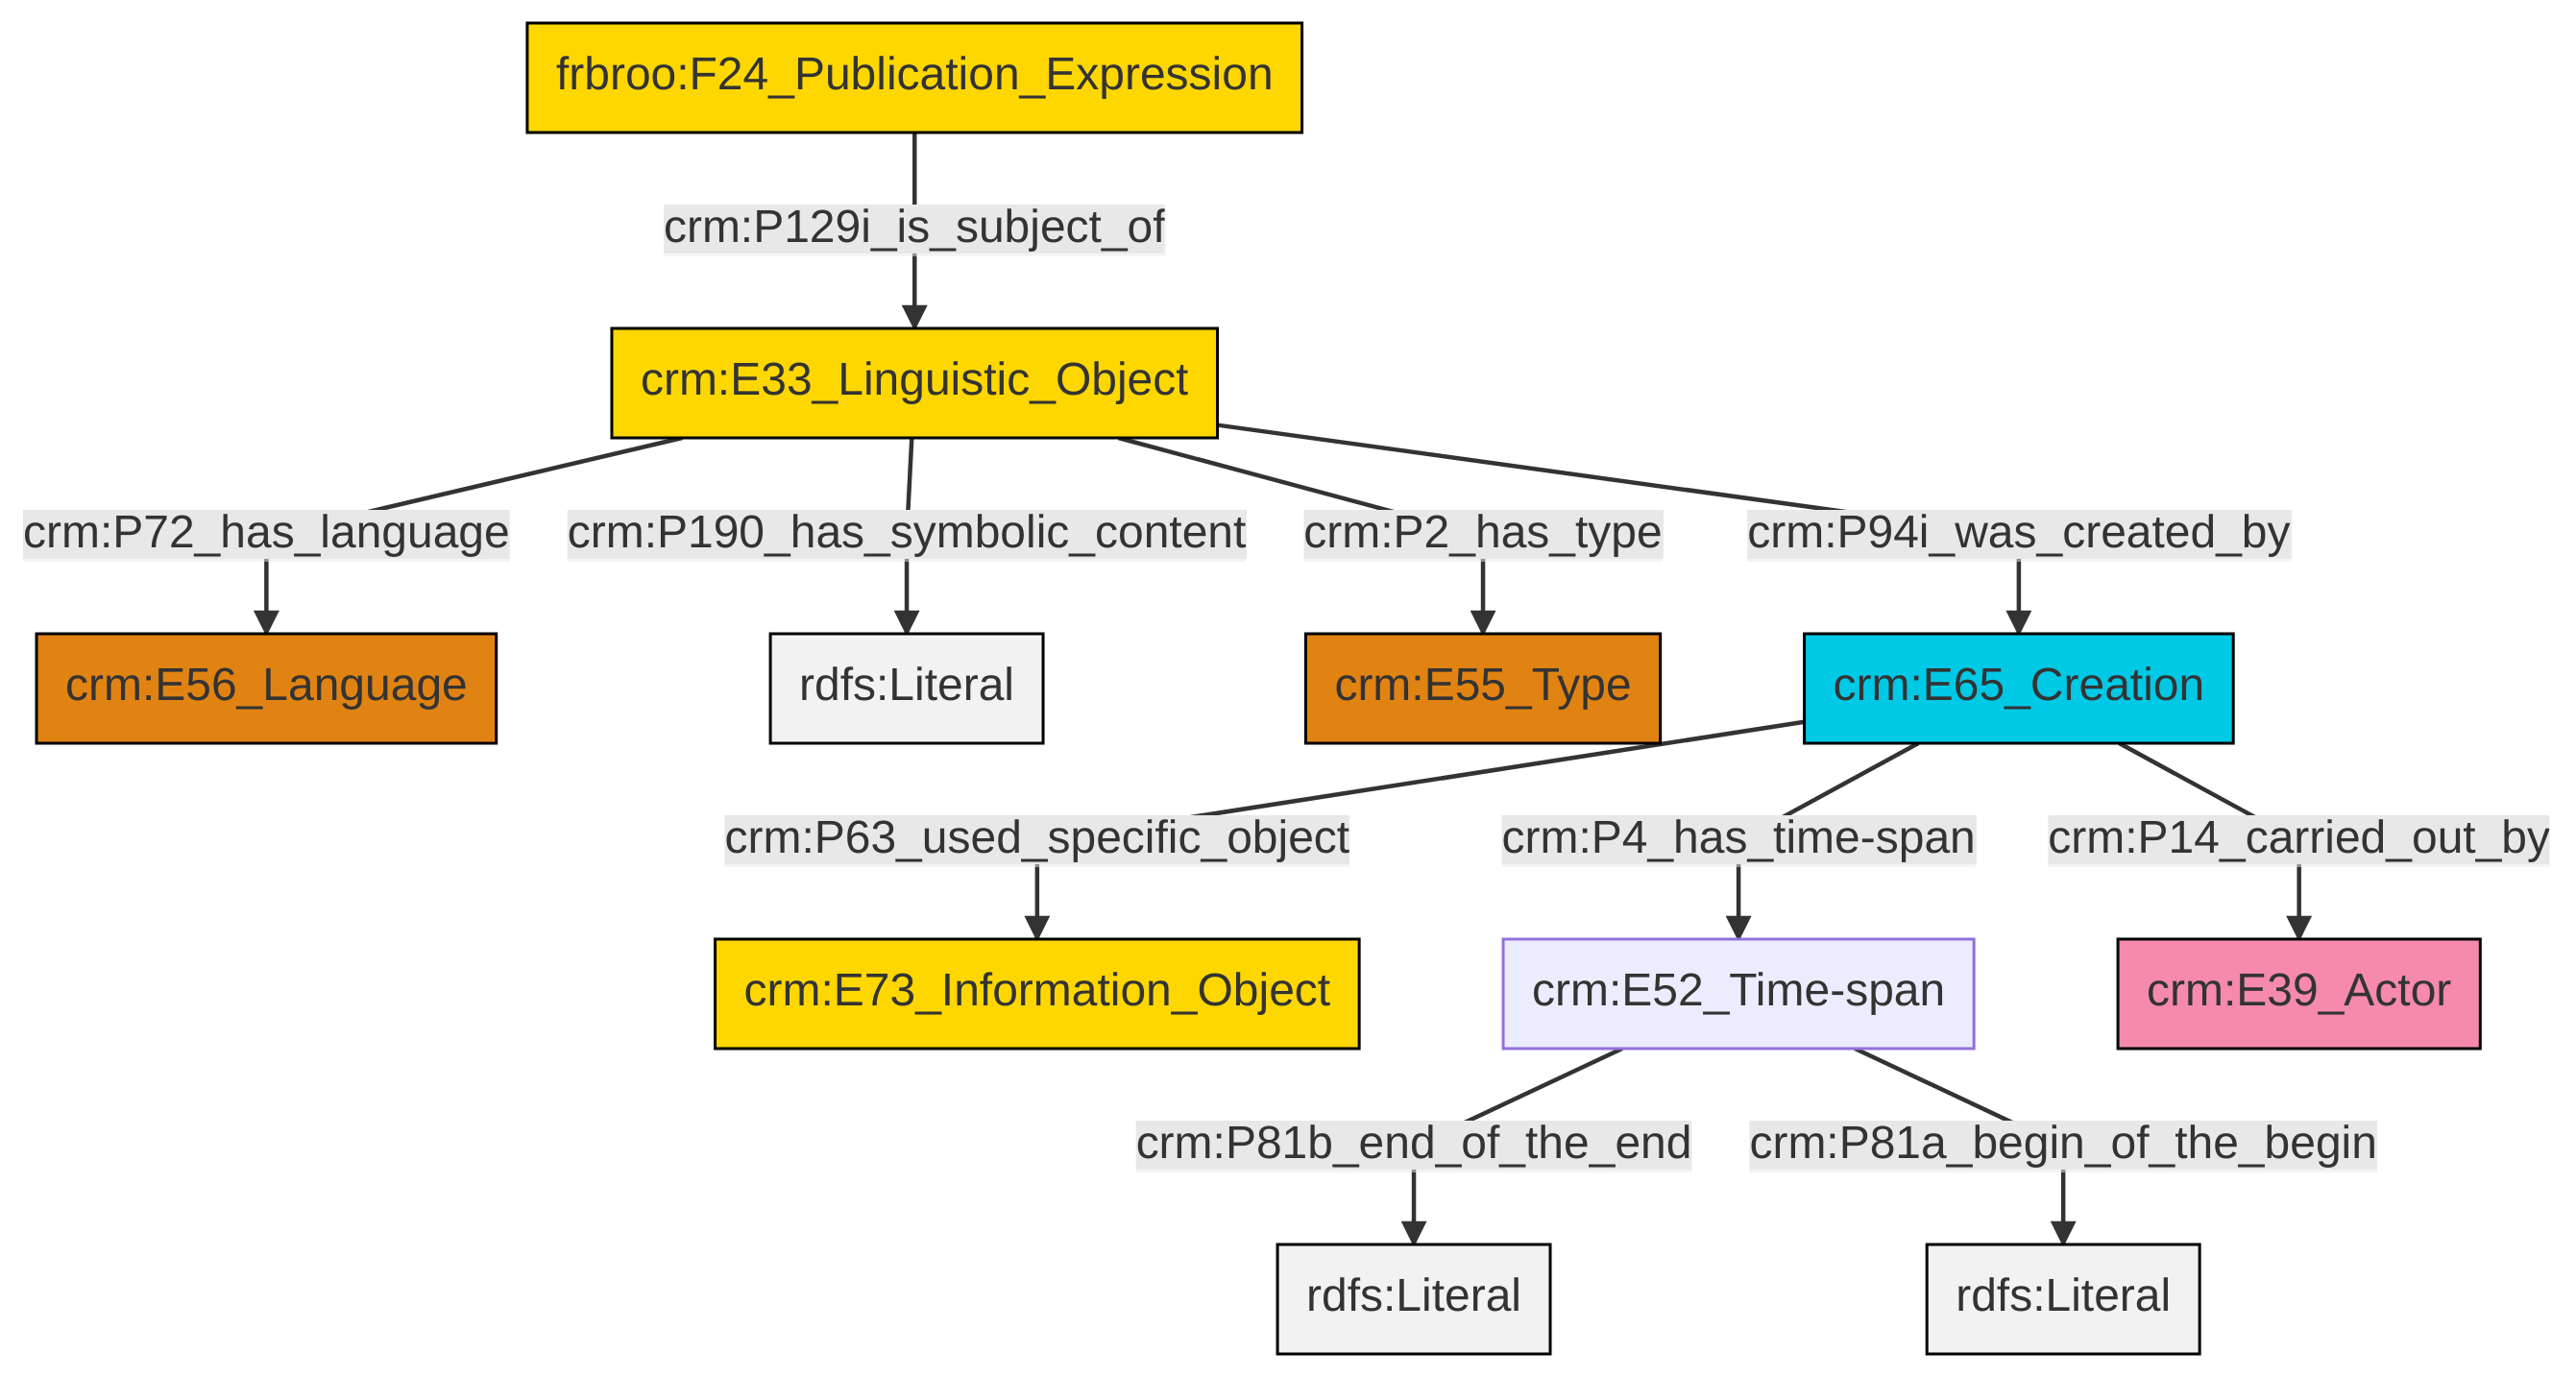 frbroo:F24_Publication_Expression
crm:P129i_is_subject_of
crm:E33_Linguistic_Object
crm:P72_has_language
crm:P190_has_symbolic_content
crm:P2_has_type
crm:P94i_was_created_by
crm:E56_Language
rdfs:Literal
crm:E55_Type
crm:E65_Creation
crm:P63_used_specific_object
crm:P4_has_time-span
crm:P14_carried_out_by
crm:E73_Information_Object
crm:E52_Time-span
crm:E39_Actor
crm:P81b_end_of_the_end
crm:P81a_begin_of_the_begin
rdfs:Literal
rdfs:Literal